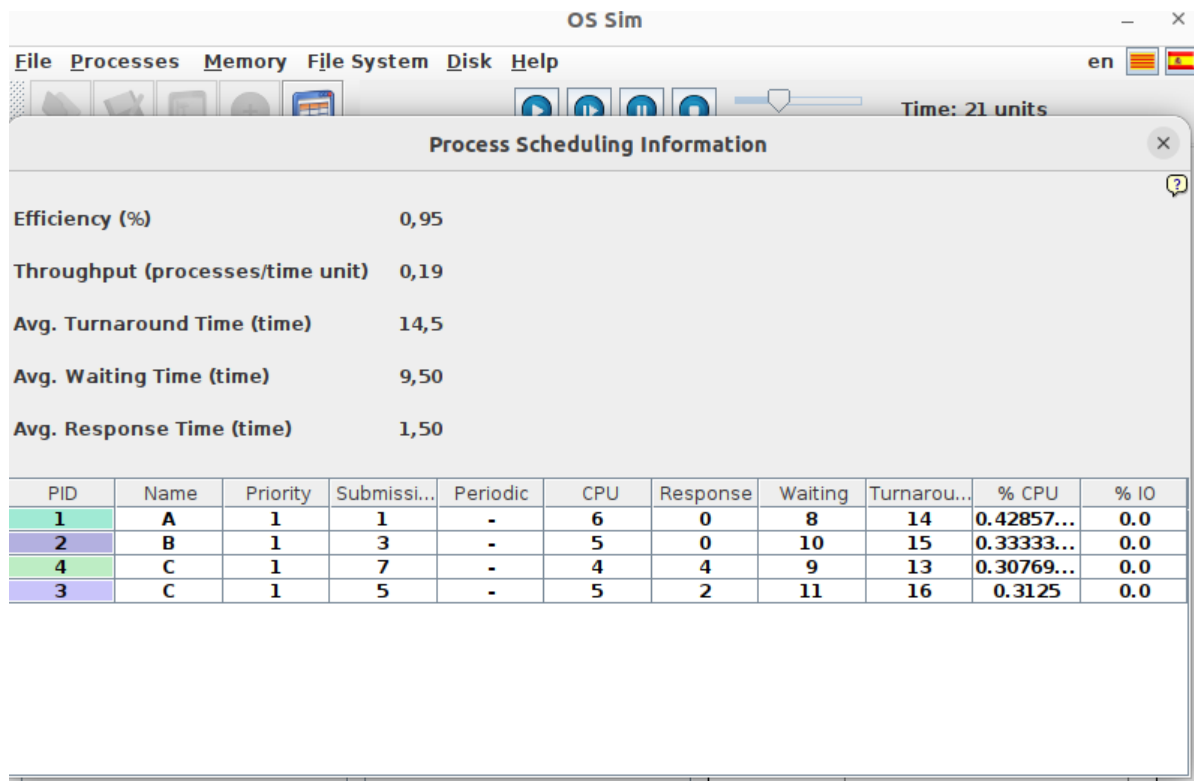 OS Sim
File Processes Memory File System Disk Help en
Time: 21 units
Process Scheduling Information
Efficiency (%) 0,95
Throughput (processes/time unit) 0,19
Avg. Turnaround Time (time) 14,5
Avg. Waiting Time (time) 9,50
Avg. Response Time (time) 1,50
PID Name Priority Submissi... Periodic CPU Response Waiting Turnarou... % CPU % IO
1 A 1 1 - 6 0 8 14 0.42857... 0.0
2 B 1 3 - 5 0 10 15 0.33333... 0.0
4 C 1 7 - 4 4 9 13 0.30769... 0.0
3 C 1 5 - 5 2 11 16 0.3125 0.0